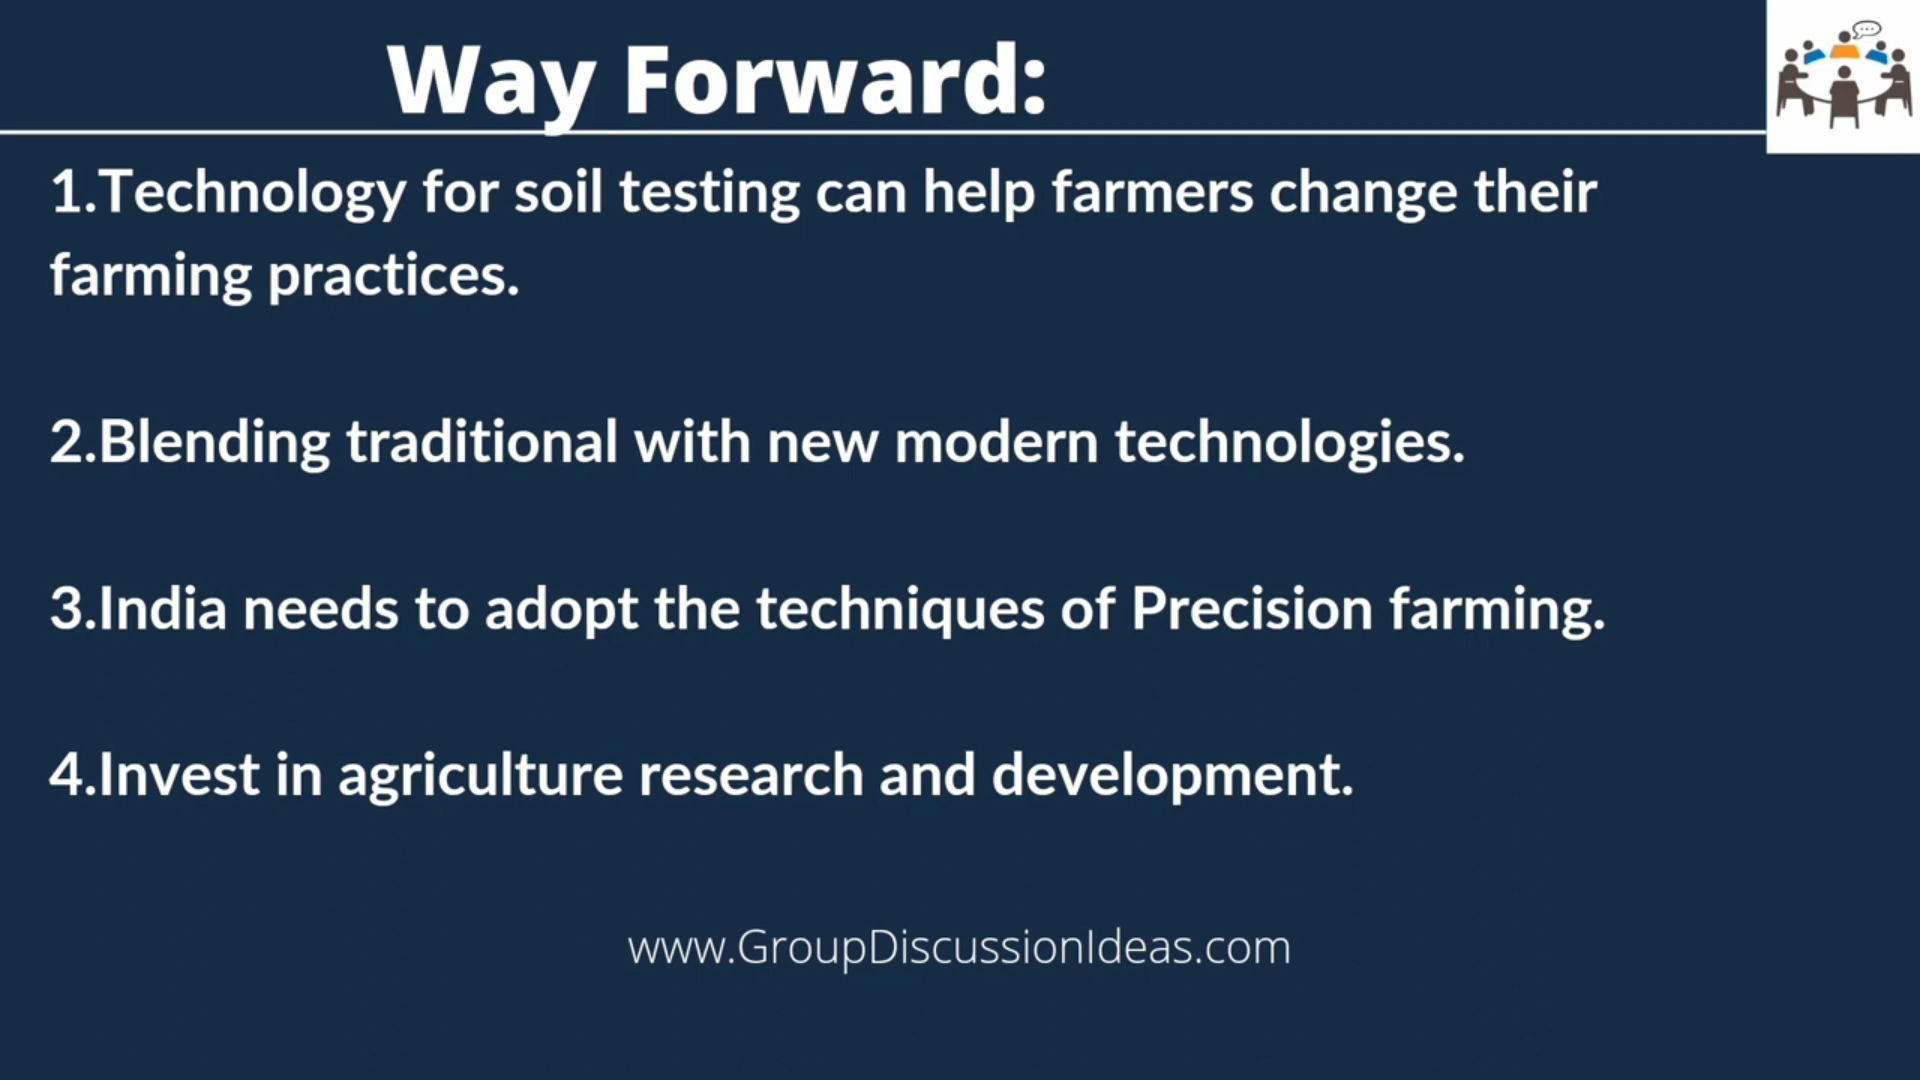 Way Forward:
1.Technology for soil testing can help farmers change their
farming practices.
2.Blending traditional with new modern technologies.
3.India needs to adopt the techniques of Precision farming.
4.Invest in agriculture research and development.
www.GroupDiscussionIdeas.com